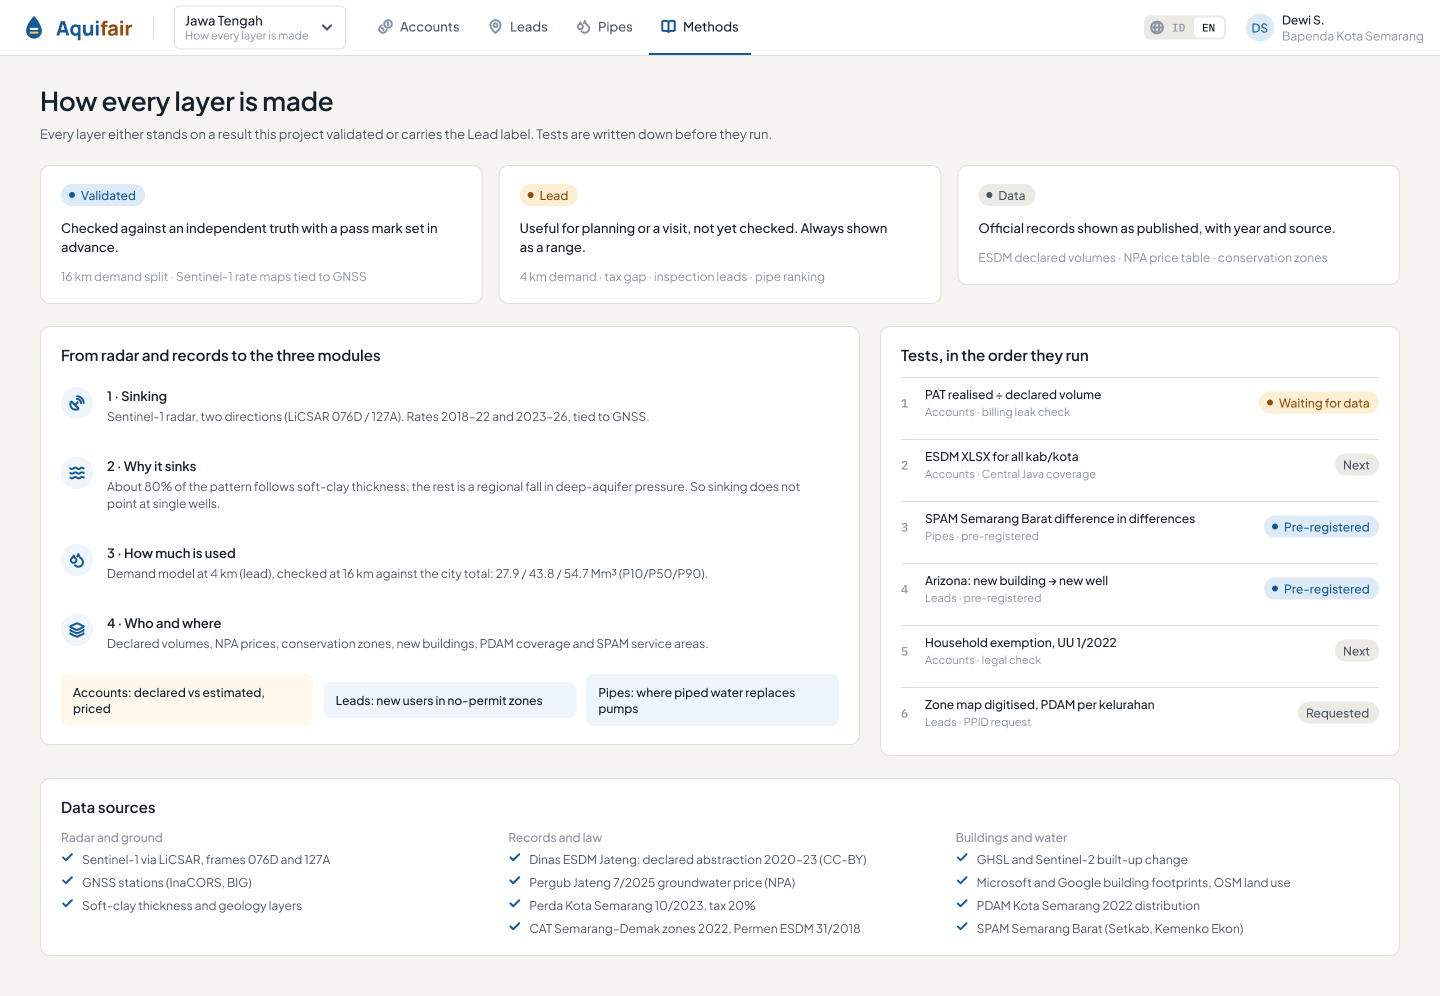 Aquifair
Jawa Tengah
How every layer is made
Accounts
Leads
Pipes
Methods
ID
EN
DS
Dewi S.
Bapenda Kota Semarang
How every layer is made
Every layer either stands on a result this project validated or carries the Lead label. Tests are written down before they run.
Validated
Checked against an independent truth with a pass mark set in
advance.
16 km demand split · Sentinel-1 rate maps tied to GNSS
Lead
Useful for planning or a visit, not yet checked. Always shown
as a range.
4 km demand · tax gap · inspection leads · pipe ranking
Data
Official records shown as published, with year and source.
ESDM declared volumes · NPA price table · conservation zones
From radar and records to the three modules
1 · Sinking
Sentinel-1 radar, two directions (LiCSAR 076D / 127A). Rates 2018–22 and 2023–26, tied to GNSS.
2 · Why it sinks
About 80% of the pattern follows soft-clay thickness; the rest is a regional fall in deep-aquifer pressure. So sinking does not
point at single wells.
3 · How much is used
Demand model at 4 km (lead), checked at 16 km against the city total: 27.9 / 43.8 / 54.7 Mm³ (P10/P50/P90).
4 · Who and where
Declared volumes, NPA prices, conservation zones, new buildings, PDAM coverage and SPAM service areas.
Accounts: declared vs estimated,
priced
Leads: new users in no-permit zones
Pipes: where piped water replaces
pumps
Tests, in the order they run
1
PAT realised ÷ declared volume
Accounts · billing leak check
Waiting for data
2
ESDM XLSX for all kab/kota
Accounts · Central Java coverage
Next
3
SPAM Semarang Barat difference in differences
Pipes · pre-registered
Pre-registered
4
Arizona: new building → new well
Leads · pre-registered
Pre-registered
5
Household exemption, UU 1/2022
Accounts · legal check
Next
6
Zone map digitised, PDAM per kelurahan
Leads · PPID request
Requested
Data sources
Radar and ground
Sentinel-1 via LiCSAR, frames 076D and 127A
GNSS stations (InaCORS, BIG)
Soft-clay thickness and geology layers
Records and law
Dinas ESDM Jateng: declared abstraction 2020–23 (CC-BY)
Pergub Jateng 7/2025 groundwater price (NPA)
Perda Kota Semarang 10/2023, tax 20%
CAT Semarang–Demak zones 2022, Permen ESDM 31/2018
Buildings and water
GHSL and Sentinel-2 built-up change
Microsoft and Google building footprints, OSM land use
PDAM Kota Semarang 2022 distribution
SPAM Semarang Barat (Setkab, Kemenko Ekon)